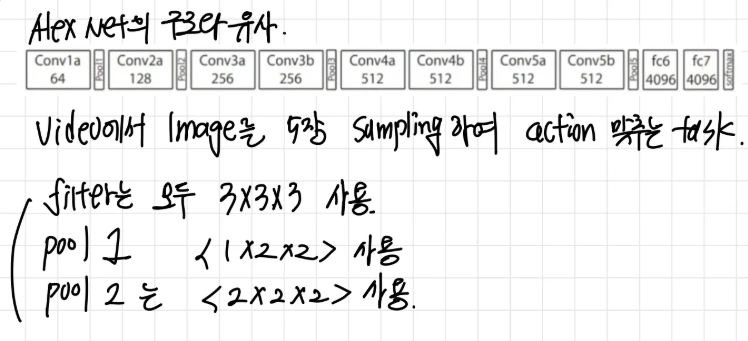 Alex Net의 구조와 유사.
Conv1a 64 Pool1 Conv2a 128 Pool2 Conv3a 256 Conv3b 256 Pool3 Conv4a 512 Conv4b 512 Pool4 Conv5a 512 Conv5b 512 Pool5 fc6 4096 fc7 4096 softmax
Video에서 Image를 5장 Sampling 하여 action 맞추는 task.
filter는 모두 3x3x3 사용.
pool 1 <1x2x2> 사용
pool 2 는 <2x2x2> 사용.